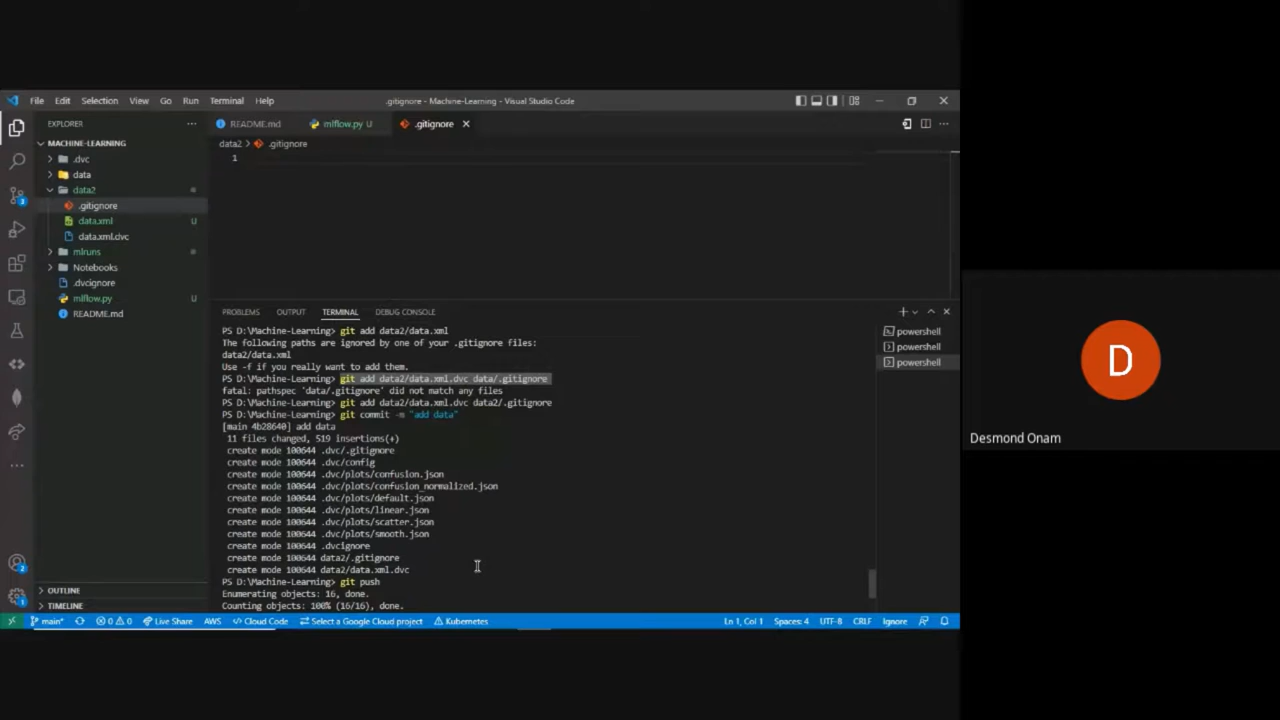 File Edit Selection View Go Run Terminal Help
.gitignore - Machine-Learning - Visual Studio Code
EXPLORER
MACHINE-LEARNING
.dvc
data
data2
.gitignore
data.xml U
data.xml.dvc
mlruns
Notebooks
.dvcignore
mlflow.py U
README.md
OUTLINE
TIMELINE
README.md mlflow.py U .gitignore
data2 > .gitignore
1
PROBLEMS OUTPUT TERMINAL DEBUG CONSOLE
PS D:\Machine-Learning> git add data2/data.xml
The following paths are ignored by one of your .gitignore files:
data2/data.xml
Use -f if you really want to add them.
PS D:\Machine-Learning> git add data2/data.xml.dvc data/.gitignore
fatal: pathspec 'data/.gitignore' did not match any files
PS D:\Machine-Learning> git add data2/data.xml.dvc data2/.gitignore
PS D:\Machine-Learning> git commit -m "add data"
[main 4b28640] add data
11 files changed, 519 insertions(+)
create mode 100644 .dvc/.gitignore
create mode 100644 .dvc/config
create mode 100644 .dvc/plots/confusion.json
create mode 100644 .dvc/plots/confusion_normalized.json
create mode 100644 .dvc/plots/default.json
create mode 100644 .dvc/plots/linear.json
create mode 100644 .dvc/plots/scatter.json
create mode 100644 .dvc/plots/smooth.json
create mode 100644 .dvcignore
create mode 100644 data2/.gitignore
create mode 100644 data2/data.xml.dvc
PS D:\Machine-Learning> git push
Enumerating objects: 16, done.
Counting objects: 100% (16/16), done.
powershell
powershell
powershell
main* 0 0 Live Share AWS Cloud Code Select a Google Cloud project Kubernetes Ln 1, Col 1 Spaces: 4 UTF-8 CRLF Ignore
D
Desmond Onam